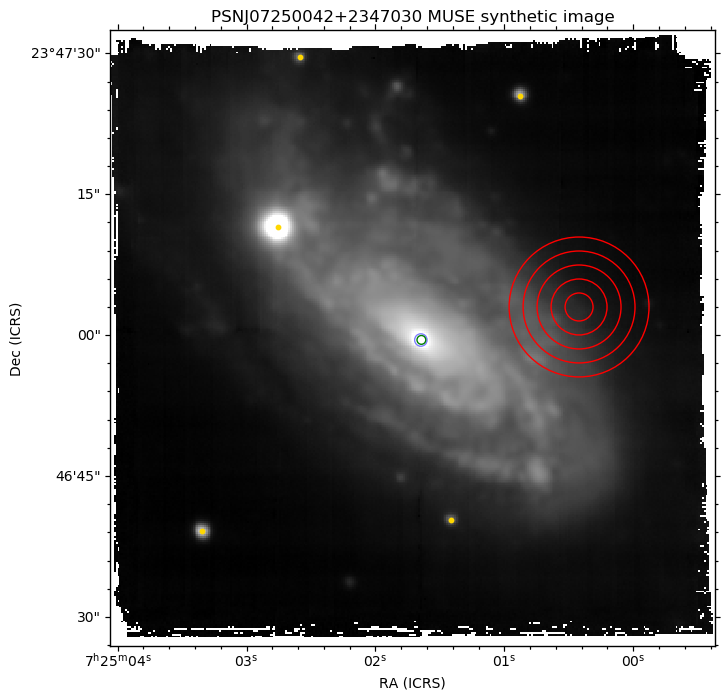 PSNJ07250042+2347030 MUSE synthetic image
23°47'30"
15"
00"
46'45"
30"
Dec (ICRS)
7ʰ25ᵐ04ˢ
03ˢ
02ˢ
01ˢ
00ˢ
RA (ICRS)